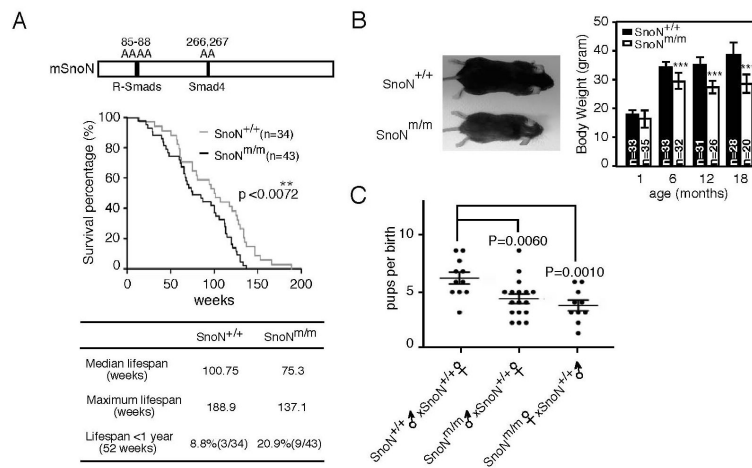 A
85-88 266,267
AAAA AA
mSnoN
R-Smads Smad4
Survival percentage (%)
100
80
60
40
20
0
0 50 100 150 200
weeks
SnoN+/+(n=34)
SnoNm/m(n=43)
**
p <0.0072
SnoN+/+ SnoNm/m
Median lifespan (weeks) 100.75 75.3
Maximum lifespan (weeks) 188.9 137.1
Lifespan <1 year (52 weeks) 8.8%(3/34) 20.9%(9/43)
B
SnoN+/+
SnoNm/m
Body Weight (gram)
50
40
30
20
10
0
SnoN+/+
SnoNm/m
*** *** ***
n=33 n=35 n=33 n=32 n=31 n=26 n=28 n=20
1 6 12 18
age (months)
C
pups per birth
10
5
0
P=0.0060
P=0.0010
SnoN+/+♂xSnoN+/+♀
SnoNm/m♂xSnoN+/+♀
SnoNm/m♀xSnoN+/+♂